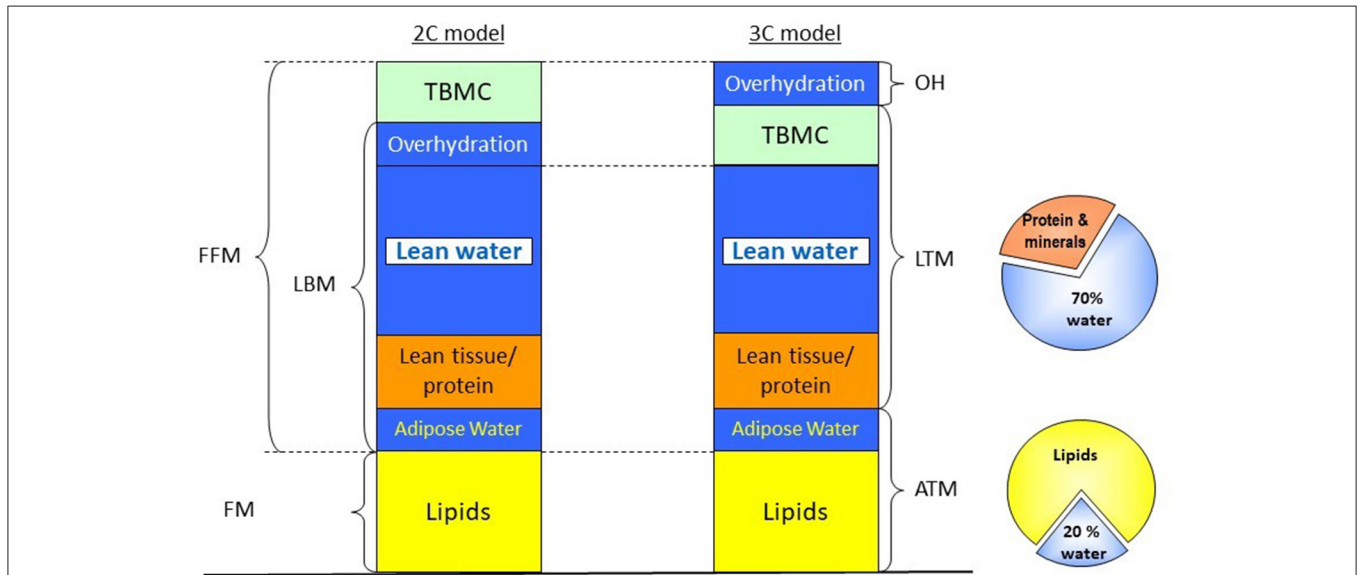 2C model
3C model
TBMC
Overhydration
Lean water
Lean tissue/
protein
Adipose Water
Lipids
FFM
LBM
FM
Overhydration
TBMC
Lean water
Lean tissue/
protein
Adipose Water
Lipids
OH
LTM
ATM
Protein &
minerals
70%
water
Lipids
20 %
water